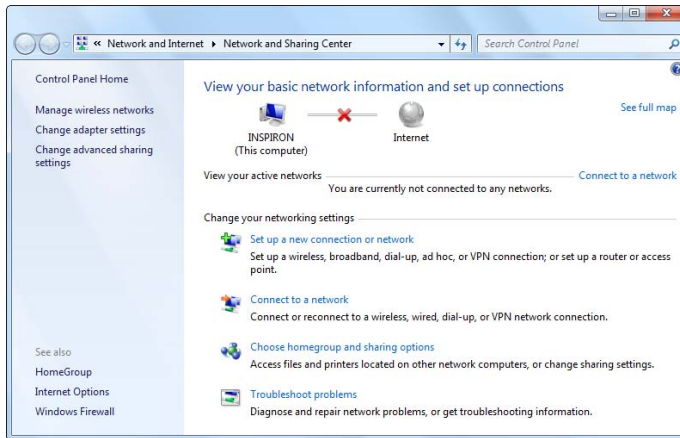 Network and Internet
Network and Sharing Center
Search Control Panel
Control Panel Home
Manage wireless networks
Change adapter settings
Change advanced sharing
settings
See also
HomeGroup
Internet Options
Windows Firewall
View your basic network information and set up connections
See full map
INSPIRON
(This computer)
Internet
View your active networks
Connect to a network
You are currently not connected to any networks.
Change your networking settings
Set up a new connection or network
Set up a wireless, broadband, dial-up, ad hoc, or VPN connection; or set up a router or access
point.
Connect to a network
Connect or reconnect to a wireless, wired, dial-up, or VPN network connection.
Choose homegroup and sharing options
Access files and printers located on other network computers, or change sharing settings.
Troubleshoot problems
Diagnose and repair network problems, or get troubleshooting information.